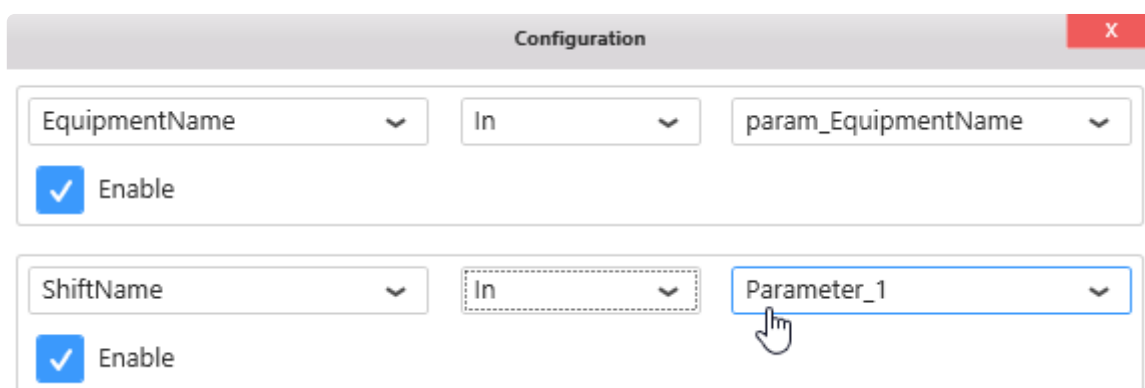 Configuration
X
EquipmentName In param_EquipmentName
Enable
ShiftName In Parameter_1
Enable